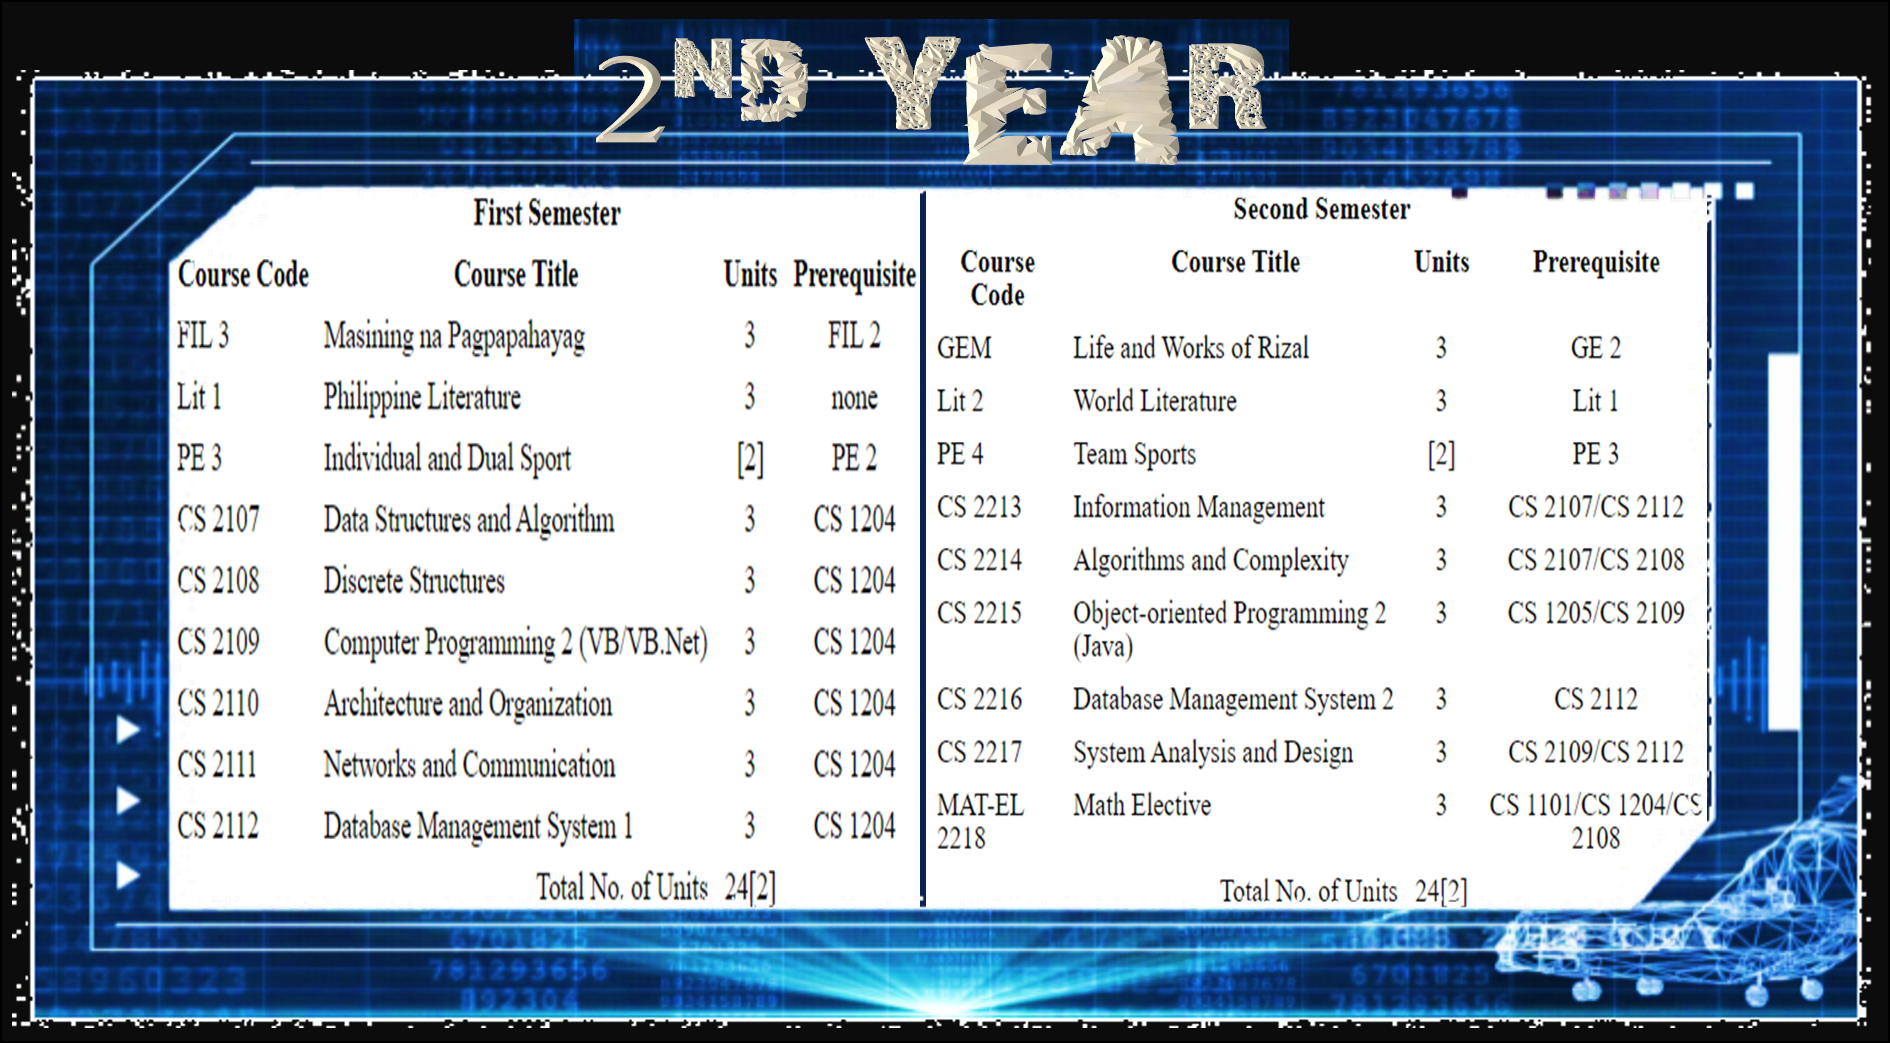 2ND YEAR
First Semester
Course Code Course Title Units Prerequisite
FIL 3 Masining na Pagpapahayag 3 FIL 2
Lit 1 Philippine Literature 3 none
PE 3 Individual and Dual Sport [2] PE 2
CS 2107 Data Structures and Algorithm 3 CS 1204
CS 2108 Discrete Structures 3 CS 1204
CS 2109 Computer Programming 2 (VB/VB.Net) 3 CS 1204
CS 2110 Architecture and Organization 3 CS 1204
CS 2111 Networks and Communication 3 CS 1204
CS 2112 Database Management System 1 3 CS 1204
Total No. of Units 24[2]
Second Semester
Course Course Title Units Prerequisite
Code
GEM Life and Works of Rizal 3 GE 2
Lit 2 World Literature 3 Lit 1
PE 4 Team Sports [2] PE 3
CS 2213 Information Management 3 CS 2107/CS 2112
CS 2214 Algorithms and Complexity 3 CS 2107/CS 2108
CS 2215 Object-oriented Programming 2 3 CS 1205/CS 2109
(Java)
CS 2216 Database Management System 2 3 CS 2112
CS 2217 System Analysis and Design 3 CS 2109/CS 2112
MAT-EL Math Elective 3 CS 1101/CS 1204/CS
2218 2108
Total No. of Units 24[2]